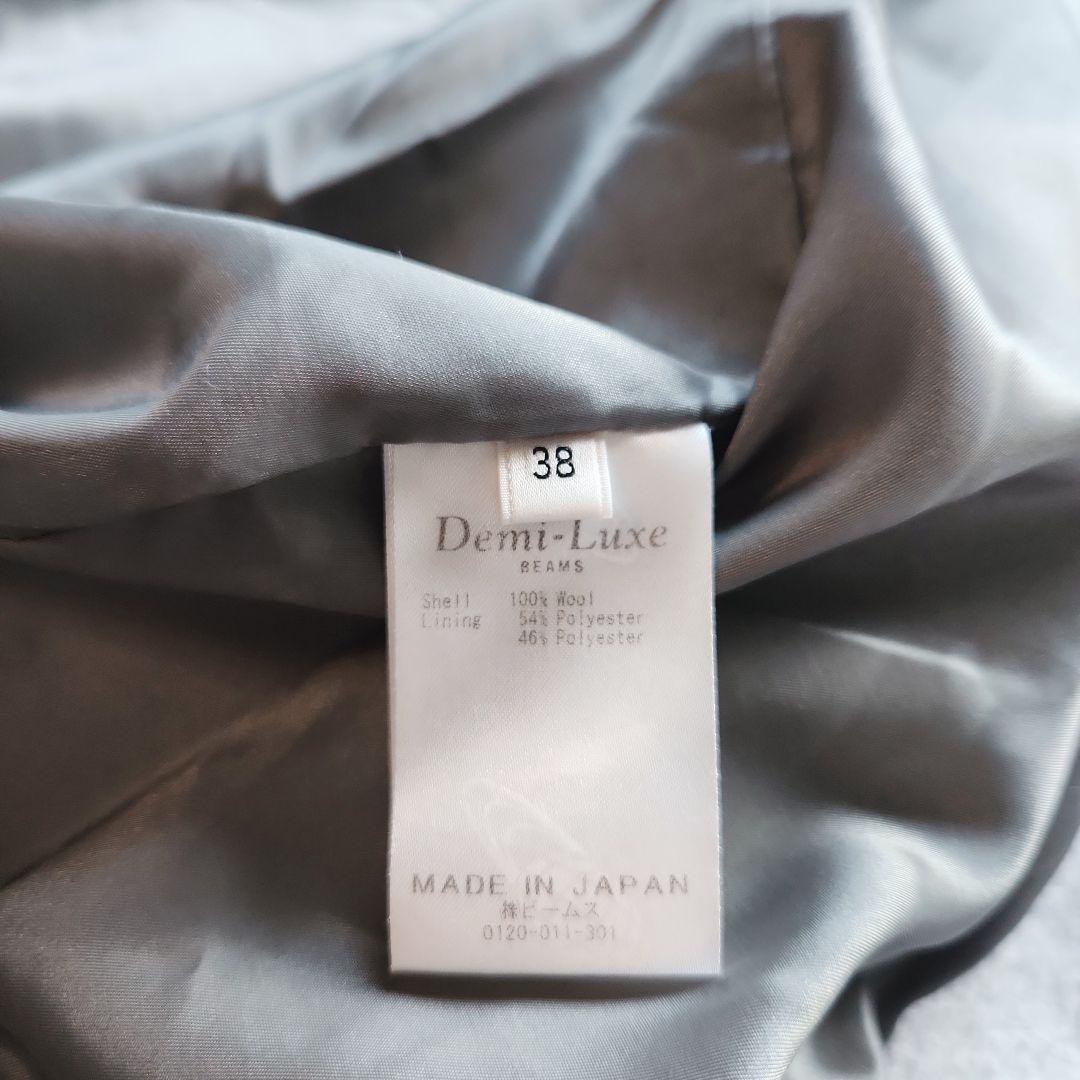 38
Demi-Luxe
BEAMS
Shell 100% Wool
Lining 54% Polyester
46% Polyester
MADE IN JAPAN
㈱ビームス
0120-011-301